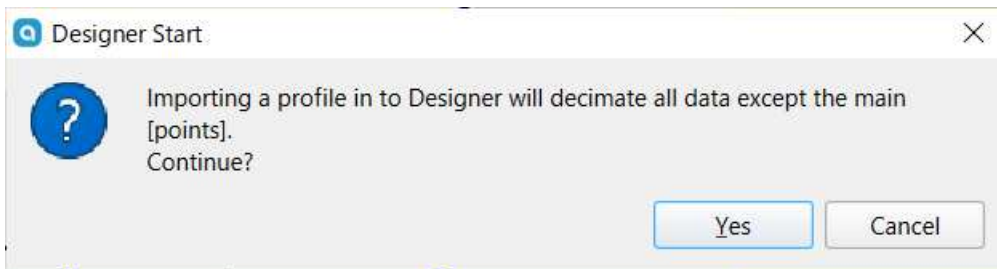 Designer Start
Importing a profile in to Designer will decimate all data except the main
[points].
Continue?
Yes
Cancel